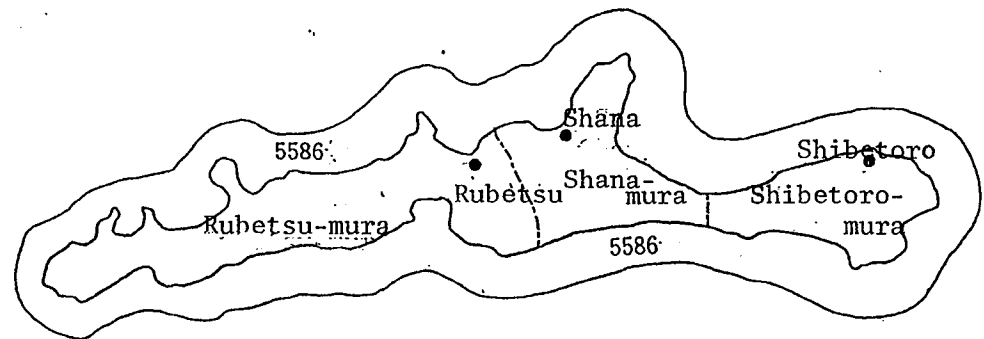 Shana
5586
Shibetoro
Rubetsu
Shana-
mura
Shibetoro-
mura
Rubetsu-mura
5586